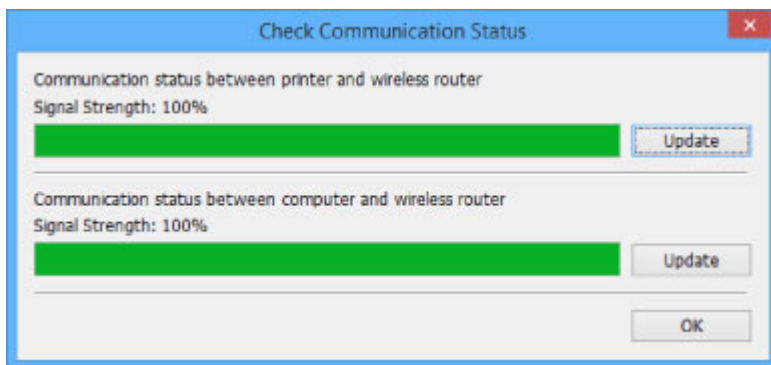 Check Communication Status
Communication status between printer and wireless router
Signal Strength: 100%
Update
Communication status between computer and wireless router
Signal Strength: 100%
Update
OK